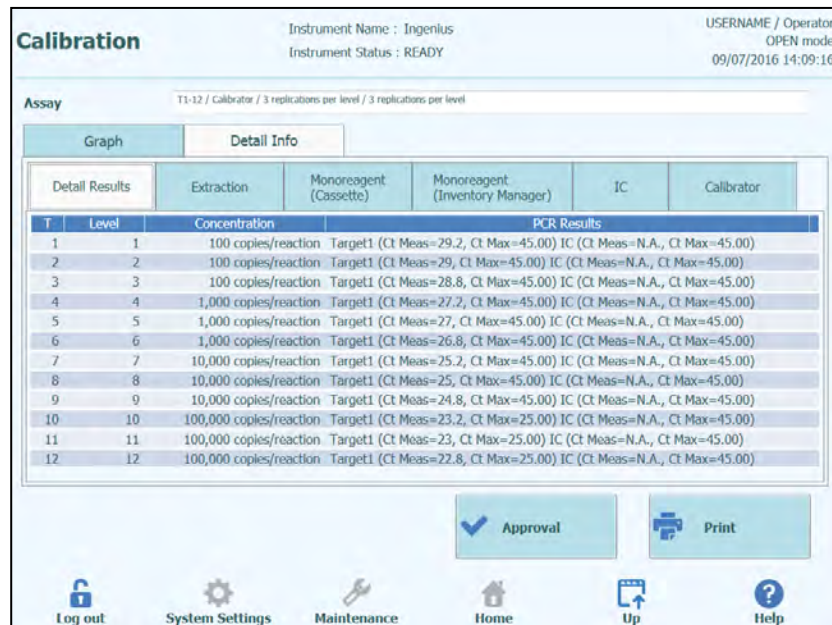 Calibration
Instrument Name : Ingenius
Instrument Status : READY
USERNAME / Operator
OPEN mode
09/07/2016 14:09:16
Assay
T1-12 / Calibrator / 3 replications per level / 3 replications per level
Graph Detail Info
Detail Results Extraction Monoreagent (Cassette) Monoreagent (Inventory Manager) IC Calibrator
T Level Concentration PCR Results
1 1 100 copies/reaction Target1 (Ct Meas=29.2, Ct Max=45.00) IC (Ct Meas=N.A., Ct Max=45.00)
2 2 100 copies/reaction Target1 (Ct Meas=29, Ct Max=45.00) IC (Ct Meas=N.A., Ct Max=45.00)
3 3 100 copies/reaction Target1 (Ct Meas=28.8, Ct Max=45.00) IC (Ct Meas=N.A., Ct Max=45.00)
4 4 1,000 copies/reaction Target1 (Ct Meas=27.2, Ct Max=45.00) IC (Ct Meas=N.A., Ct Max=45.00)
5 5 1,000 copies/reaction Target1 (Ct Meas=27, Ct Max=45.00) IC (Ct Meas=N.A., Ct Max=45.00)
6 6 1,000 copies/reaction Target1 (Ct Meas=26.8, Ct Max=45.00) IC (Ct Meas=N.A., Ct Max=45.00)
7 7 10,000 copies/reaction Target1 (Ct Meas=25.2, Ct Max=45.00) IC (Ct Meas=N.A., Ct Max=45.00)
8 8 10,000 copies/reaction Target1 (Ct Meas=25, Ct Max=45.00) IC (Ct Meas=N.A., Ct Max=45.00)
9 9 10,000 copies/reaction Target1 (Ct Meas=24.8, Ct Max=45.00) IC (Ct Meas=N.A., Ct Max=45.00)
10 10 100,000 copies/reaction Target1 (Ct Meas=23.2, Ct Max=25.00) IC (Ct Meas=N.A., Ct Max=45.00)
11 11 100,000 copies/reaction Target1 (Ct Meas=23, Ct Max=25.00) IC (Ct Meas=N.A., Ct Max=45.00)
12 12 100,000 copies/reaction Target1 (Ct Meas=22.8, Ct Max=25.00) IC (Ct Meas=N.A., Ct Max=45.00)
Approval Print
Log out System Settings Maintenance Home Up Help